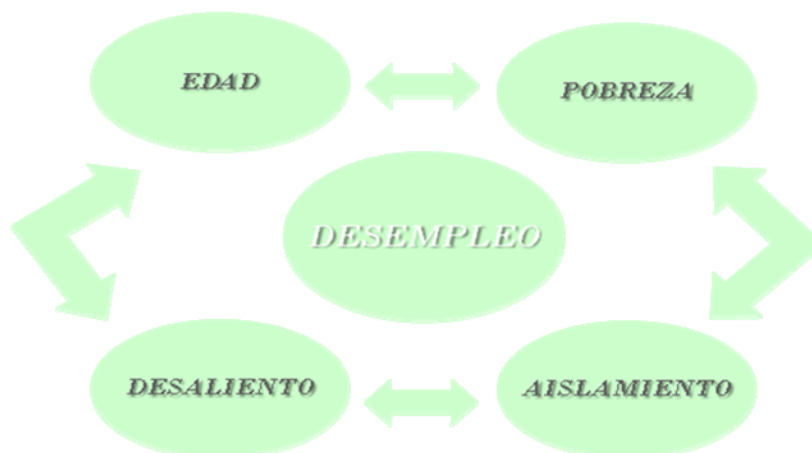 EDAD
POBREZA
DESEMPLEO
DESALIENTO
AISLAMIENTO